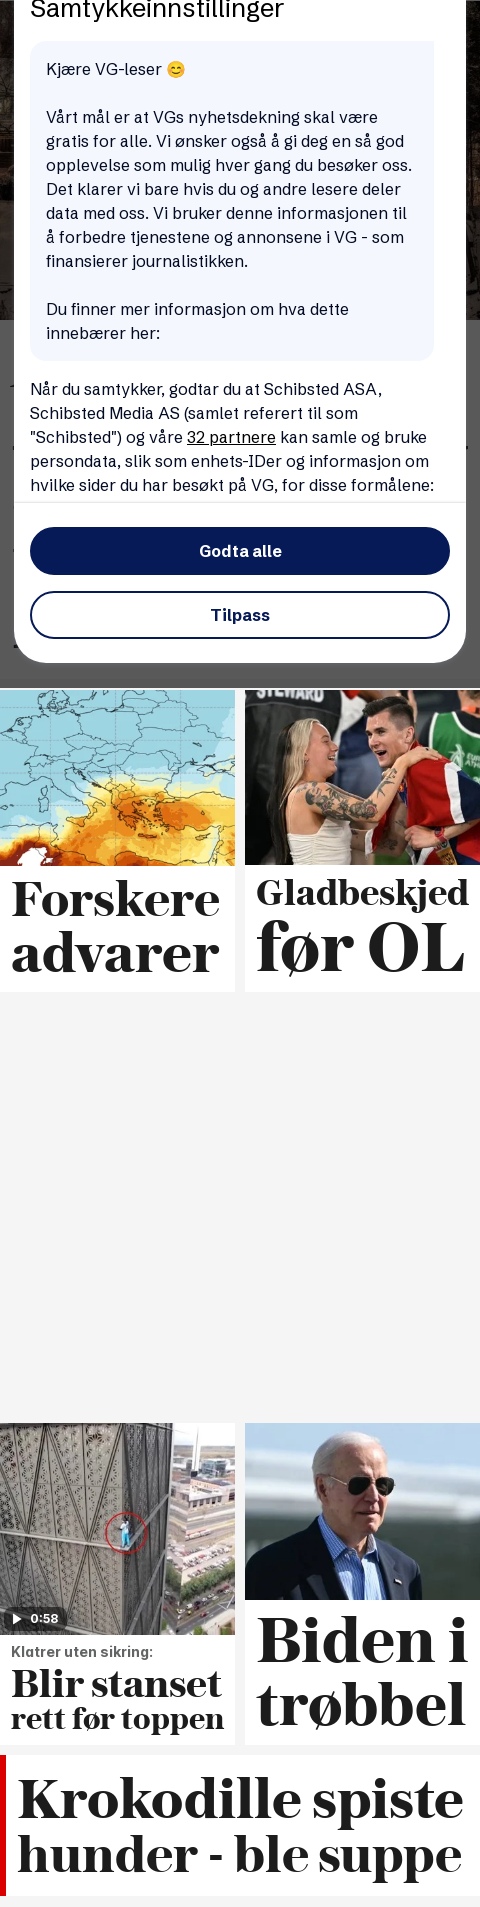 Samtykkeinnstillinger
Kjære VG-leser 😊
Vårt mål er at VGs nyhetsdekning skal være
gratis for alle. Vi ønsker også å gi deg en så god
opplevelse som mulig hver gang du besøker oss.
Det klarer vi bare hvis du og andre lesere deler
data med oss. Vi bruker denne informasjonen til
å forbedre tjenestene og annonsene i VG - som
finansierer journalistikken.
Du finner mer informasjon om hva dette
innebærer her:
Når du samtykker, godtar du at Schibsted ASA,
Schibsted Media AS (samlet referert til som
"Schibsted") og våre 32 partnere kan samle og bruke
persondata, slik som enhets-IDer og informasjon om
hvilke sider du har besøkt på VG, for disse formålene:
Godta alle
Tilpass
STEWARD
Forskere
advarer
Gladbeskjed
før OL
0:58
Klatrer uten sikring:
Blir stanset
rett før toppen
Biden i
trøbbel
Krokodille spiste
hunder - ble suppe